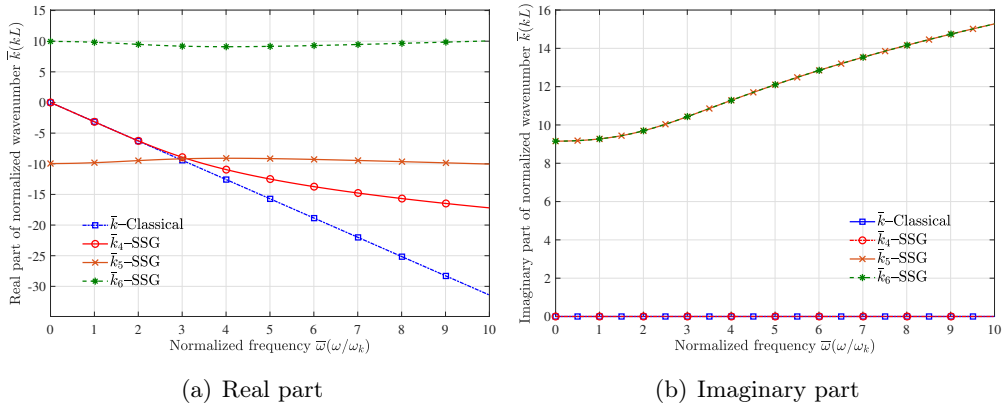 15
10
5
0
-5
-10
-15
-20
-25
-30
0 1 2 3 4 5 6 7 8 9 10
Real part of normalized wavenumber k̅(kL)
Normalized frequency ω̅(ω/ωₖ)
k̅–Classical
k̅₄–SSG
k̅₅–SSG
k̅₆–SSG
(a) Real part
16
14
12
10
8
6
4
2
0
0 1 2 3 4 5 6 7 8 9 10
Imaginary part of normalized wavenumber k̅(kL)
Normalized frequency ω̅(ω/ωₖ)
k̅–Classical
k̅₄–SSG
k̅₅–SSG
k̅₆–SSG
(b) Imaginary part